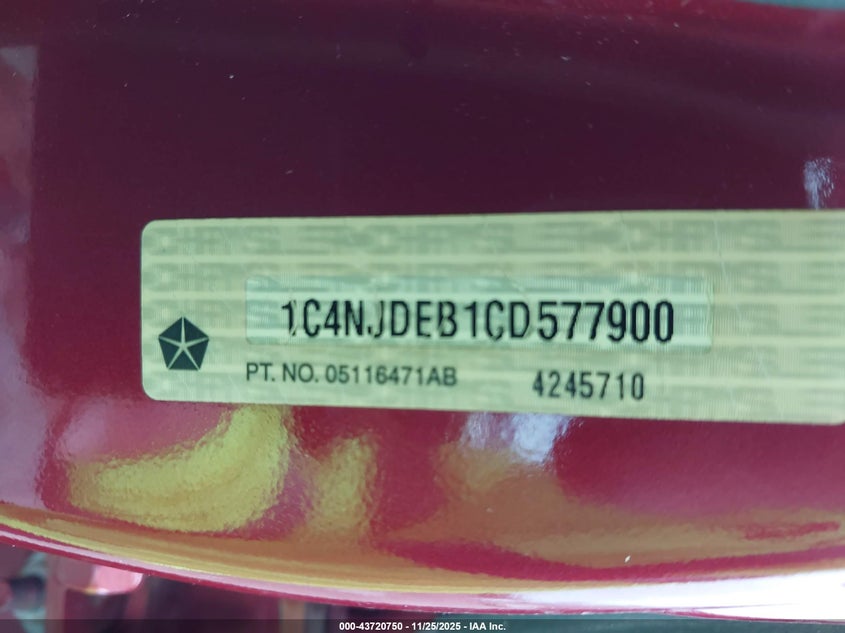 1C4NJDEB1CD577900
PT. NO. 05116471AB 4245710
000-43720750 - 11/25/2025 - IAA Inc.